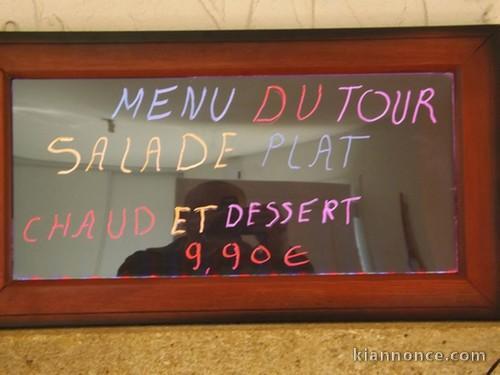 MENU DU TOUR
SALADE PLAT
CHAUD ET DESSERT
9,90€
kiannonce.com